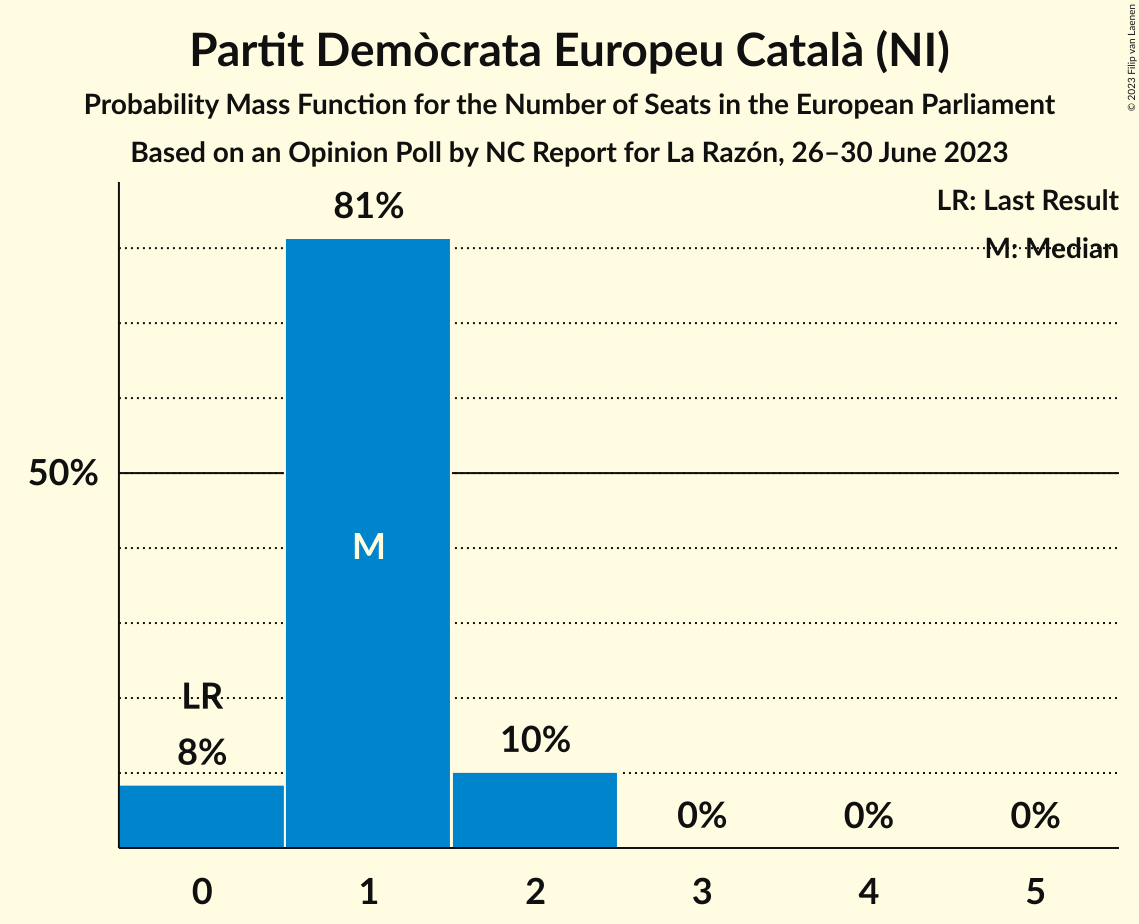 Partit Demòcrata Europeu Català (NI)
Probability Mass Function for the Number of Seats in the European Parliament
Based on an Opinion Poll by NC Report for La Razón, 26–30 June 2023
© 2023 Filip van Laenen
LR: Last Result
M: Median
81%
50%
M
LR
8%
10%
0%
0%
0%
0
1
2
3
4
5